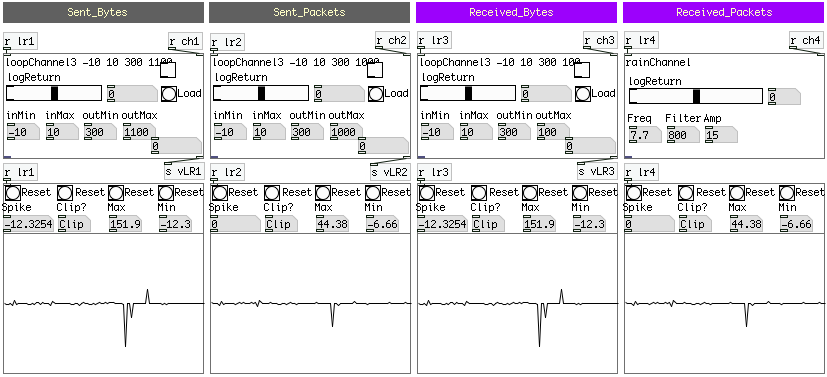 Sent_Bytes
Sent_Packets
Received_Bytes
Received_Packets
r lr1
r ch1
r lr2
r ch2
r lr3
r ch3
r lr4
r ch4
loopChannel3 -10 10 300 1100
loopChannel3 -10 10 300 1000
loopChannel3 -10 10 300 100
rainChannel
logReturn
0
Load
logReturn
0
Load
logReturn
0
Load
logReturn
0
inMin inMax outMin outMax
-10 10 300 1100
0
inMin inMax outMin outMax
-10 10 300 1000
0
inMin inMax outMin outMax
-10 10 300 100
0
Freq Filter Amp
7.7 800 15
r lr1
s vLR1
r lr2
s vLR2
r lr3
s vLR3
r lr4
Reset Reset Reset Reset
Spike Clip? Max Min
-12.3254 Clip 151.9 -12.3
Reset Reset Reset Reset
Spike Clip? Max Min
0 Clip 44.38 -6.66
Reset Reset Reset Reset
Spike Clip? Max Min
-12.3254 Clip 151.9 -12.3
Reset Reset Reset Reset
Spike Clip? Max Min
0 Clip 44.38 -6.66